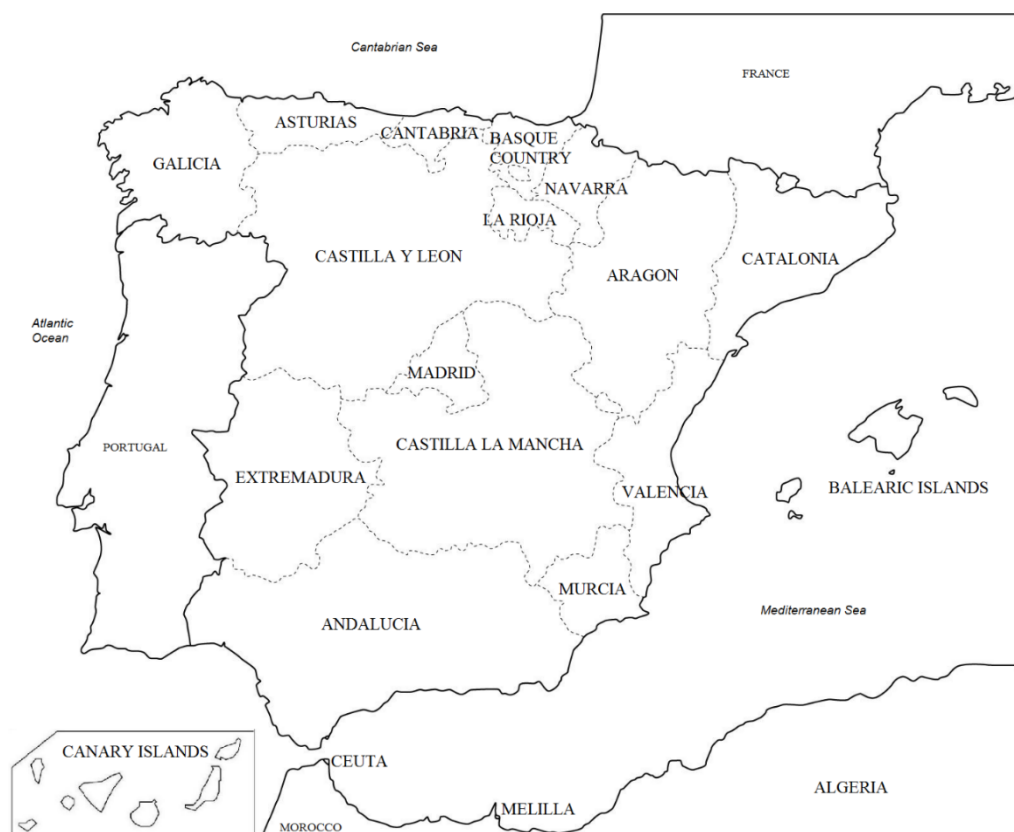 Cantabrian Sea
FRANCE
ASTURIAS
CANTABRIA
BASQUE
COUNTRY
GALICIA
NAVARRA
LA RIOJA
CASTILLA Y LEON
ARAGON
CATALONIA
Atlantic
Ocean
MADRID
PORTUGAL
CASTILLA LA MANCHA
EXTREMADURA
VALENCIA
BALEARIC ISLANDS
MURCIA
Mediterranean Sea
ANDALUCIA
CANARY ISLANDS
CEUTA
ALGERIA
MELILLA
MOROCCO